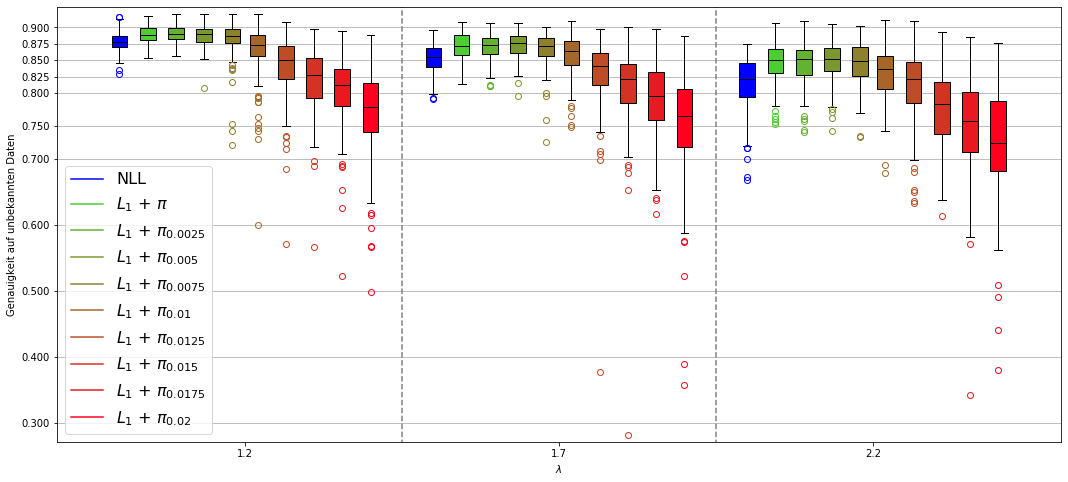 Genauigkeit auf unbekannten Daten
0.900
0.875
0.850
0.825
0.800
0.750
0.700
0.600
0.500
0.400
0.300
NLL
L₁ + π
L₁ + π₀.₀₀₂₅
L₁ + π₀.₀₀₅
L₁ + π₀.₀₀₇₅
L₁ + π₀.₀₁
L₁ + π₀.₀₁₂₅
L₁ + π₀.₀₁₅
L₁ + π₀.₀₁₇₅
L₁ + π₀.₀₂
1.2 1.7 2.2
λ